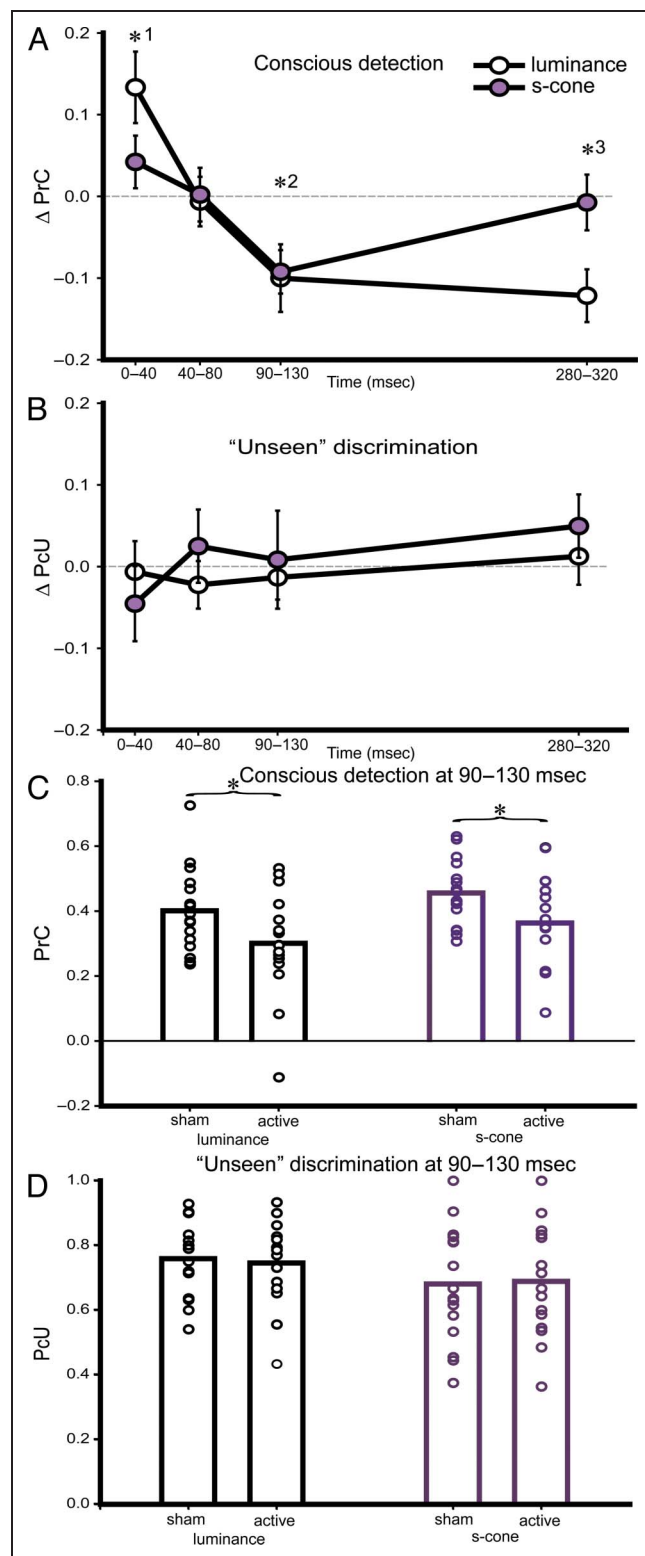 A
0.2
*1
Conscious detection
luminance
s-cone
0.1
*3
*2
0.0
Δ PrC
–0.1
–0.2
0–40 40–80 90–130 Time (msec) 280–320
B
0.2
“Unseen” discrimination
0.1
0.0
Δ PcU
–0.1
–0.2
0–40 40–80 90–130 Time (msec) 280–320
C
Conscious detection at 90–130 msec
0.8
* *
0.6
0.4
PrC
0.2
0.0
–0.2
sham active sham active
luminance s-cone
D
“Unseen” discrimination at 90–130 msec
1.0
0.8
0.6
PcU
0.4
0.2
0.0
sham active sham active
luminance s-cone